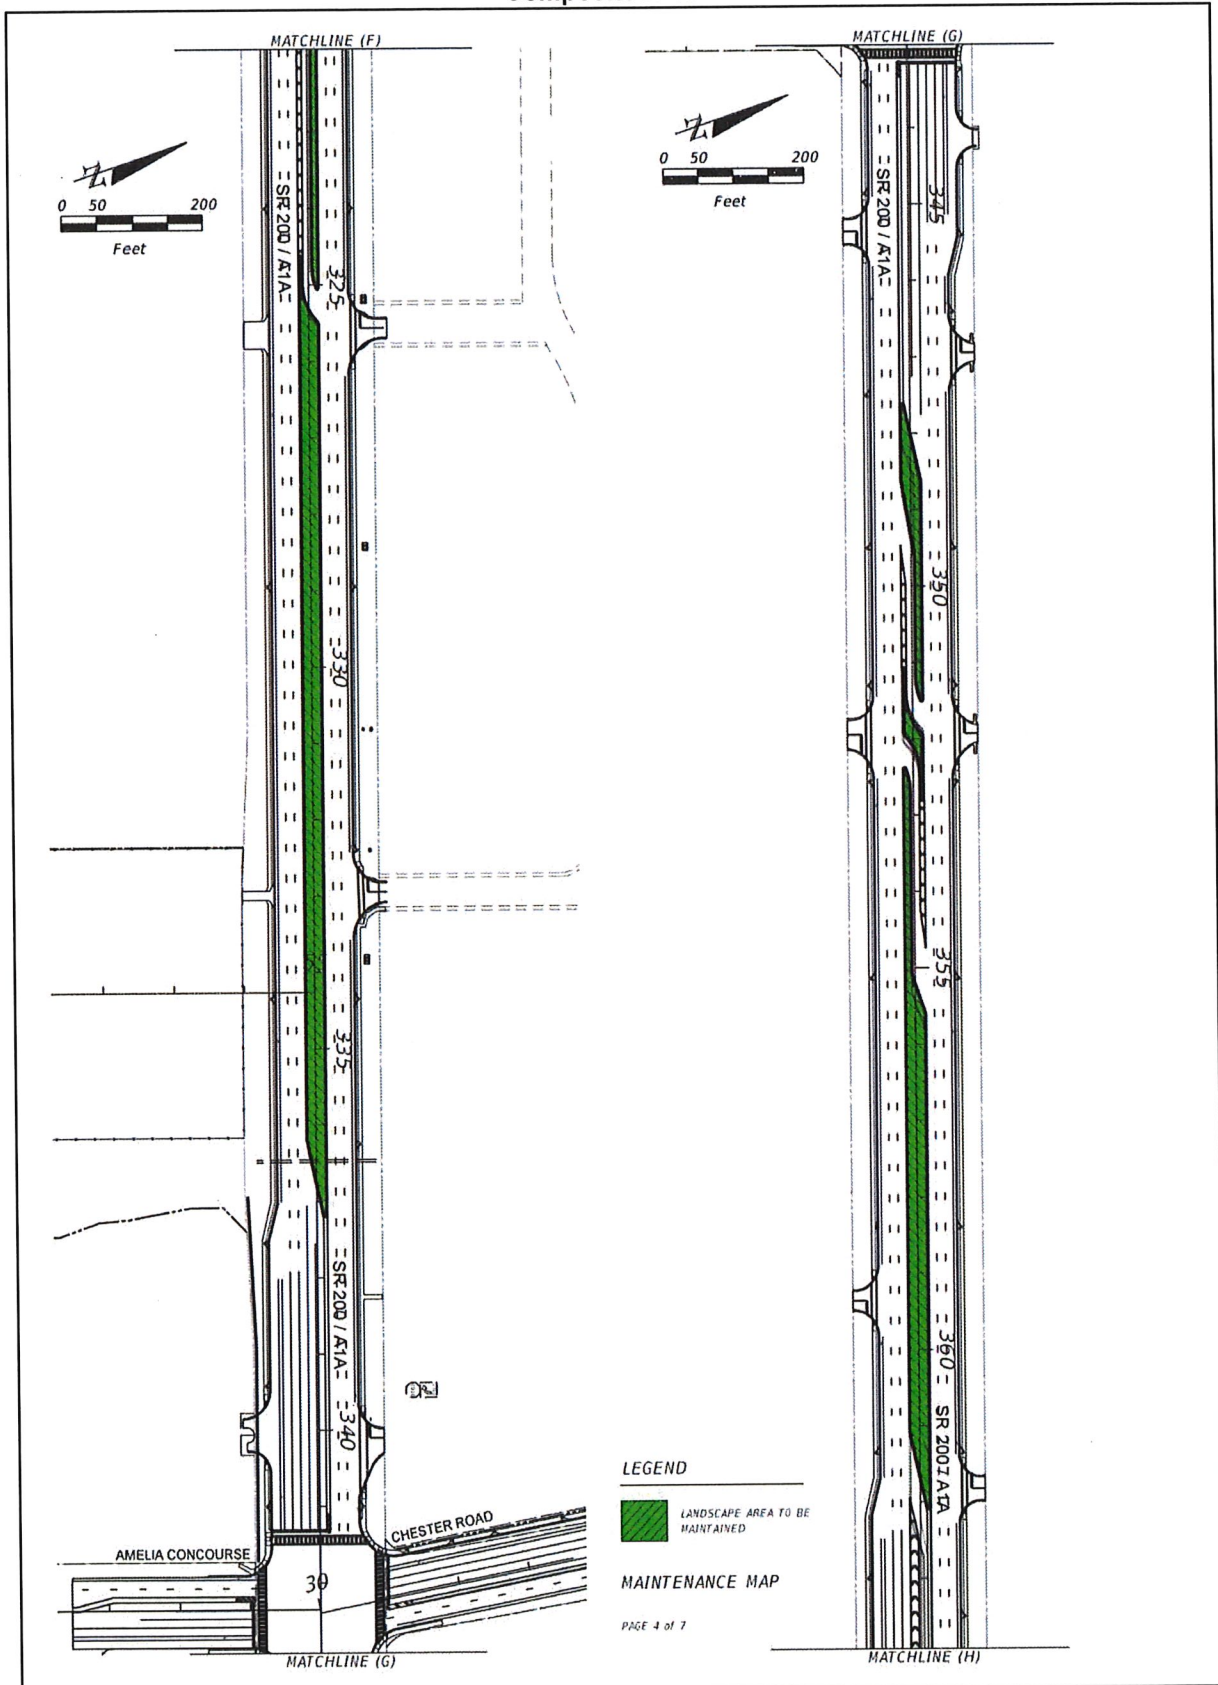 MATCHLINE (F)
N
0 50 200
Feet
SR 200 / A1A
325
330
335
SR 200 / A1A
340
CHESTER ROAD
AMELIA CONCOURSE
MATCHLINE (G)
MATCHLINE (G)
N
0 50 200
Feet
SR 200 / A1A
345
350
355
360
SR 200 / A1A
LEGEND
LANDSCAPE AREA TO BE
MAINTAINED
MAINTENANCE MAP
PAGE 4 of 7
MATCHLINE (H)